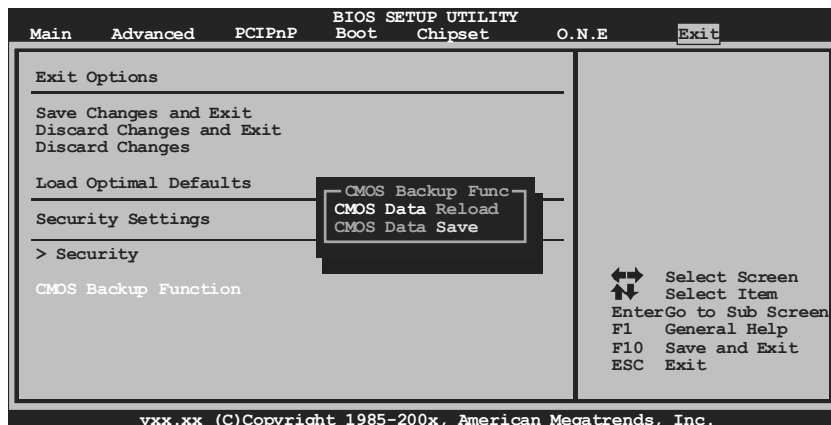 BIOS SETUP UTILITY
Main Advanced PCIPnP Boot Chipset O.N.E Exit
Exit Options
Save Changes and Exit
Discard Changes and Exit
Discard Changes
Load Optimal Defaults
Security Settings
> Security
CMOS Backup Function
CMOS Backup Func
CMOS Data Reload
CMOS Data Save
Select Screen
Select Item
EnterGo to Sub Screen
F1 General Help
F10 Save and Exit
ESC Exit
vxx.xx (C)Copyright 1985-200x, American Megatrends, Inc.